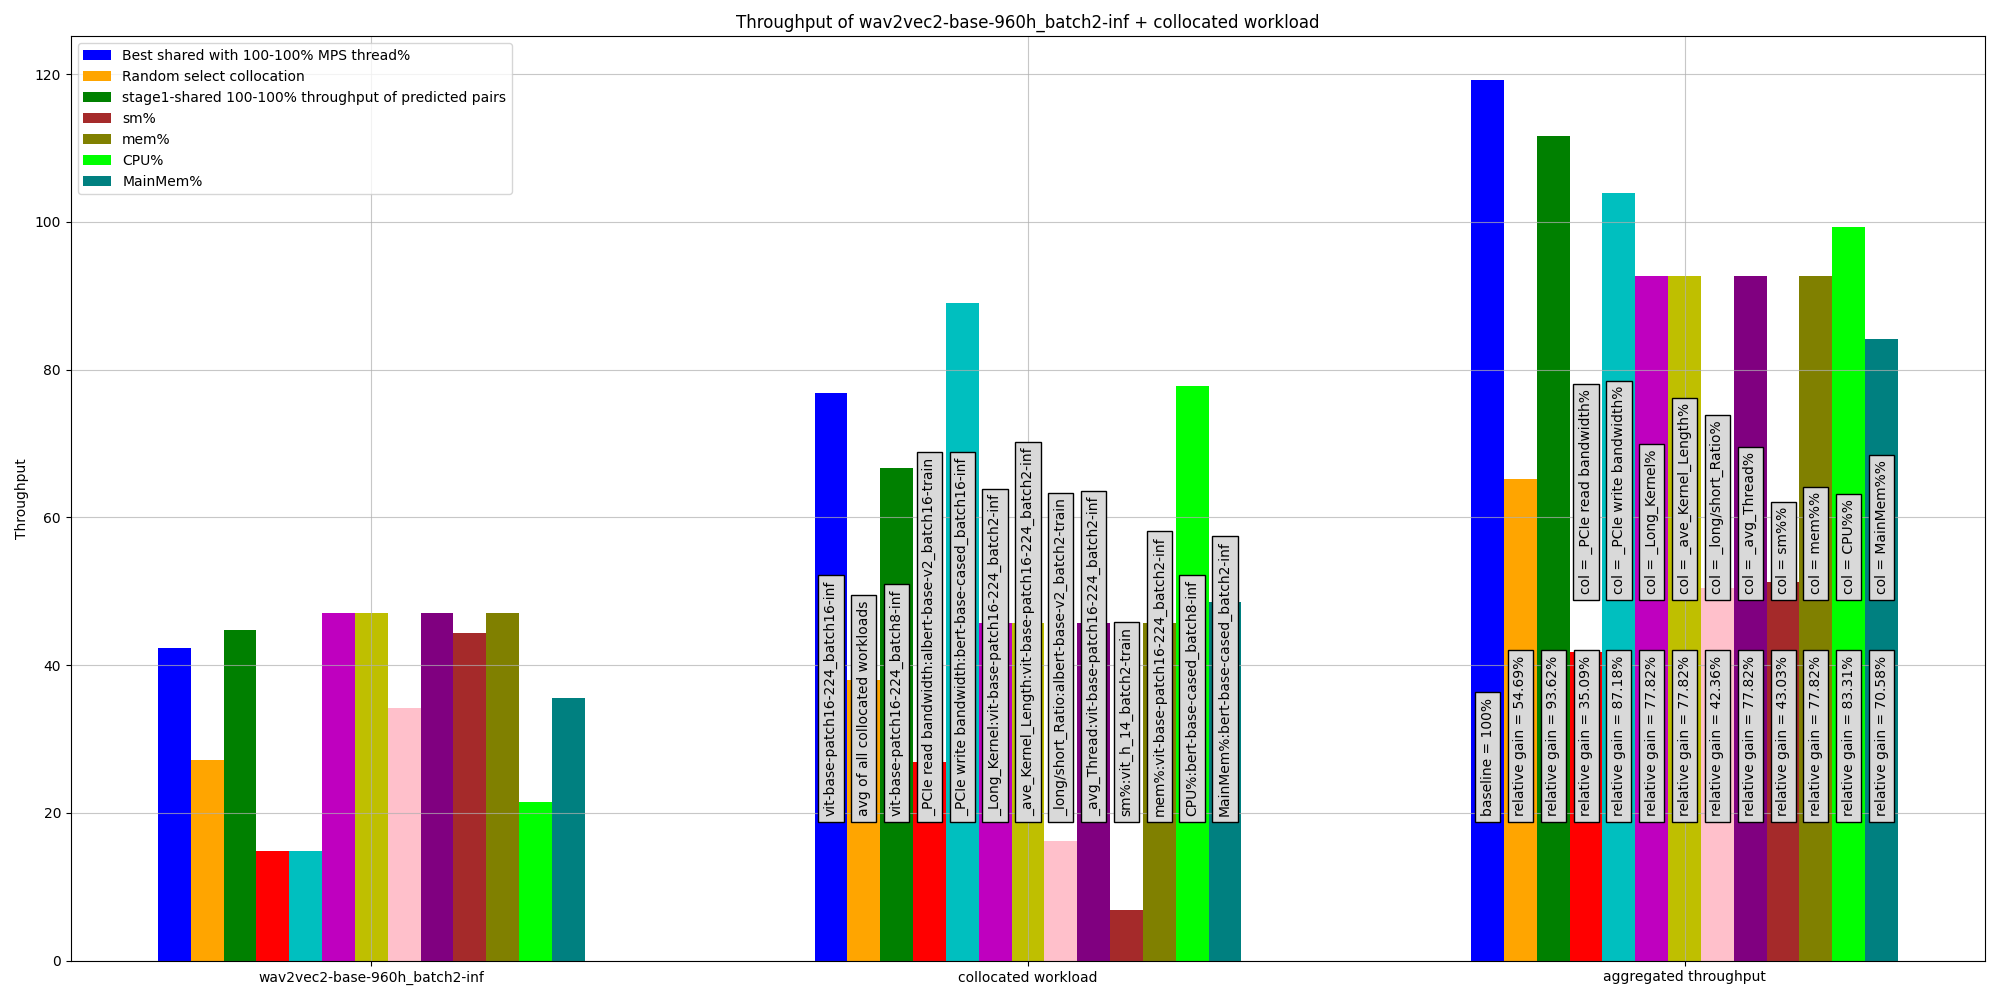 Throughput of wav2vec2-base-960h_batch2-inf + collocated workload
Best shared with 100-100% MPS thread%
Random select collocation
stage1-shared 100-100% throughput of predicted pairs
sm%
mem%
CPU%
MainMem%
Throughput
120
100
80
60
40
20
0
vit-base-patch16-224_batch16-inf
avg of all collocated workloads
vit-base-patch16-224_batch8-inf
_PCIe read bandwidth:albert-base-v2_batch16-train
_PCIe write bandwidth:bert-base-cased_batch16-inf
_Long_Kernel:vit-base-patch16-224_batch2-inf
_ave_Kernel_Length:vit-base-patch16-224_batch2-inf
_long/short_Ratio:albert-base-v2_batch2-train
_avg_Thread:vit-base-patch16-224_batch2-inf
sm%:vit_h_14_batch2-train
mem%:vit-base-patch16-224_batch2-inf
CPU%:bert-base-cased_batch8-inf
MainMem%:bert-base-cased_batch2-inf
col = _PCIe read bandwidth%
col = _PCIe write bandwidth%
col = _Long_Kernel%
col = _ave_Kernel_Length%
col = _long/short_Ratio%
col = _avg_Thread%
col = sm%%
col = mem%%
col = CPU%%
col = MainMem%%
baseline = 100%
relative gain = 54.69%
relative gain = 93.62%
relative gain = 35.09%
relative gain = 87.18%
relative gain = 77.82%
relative gain = 77.82%
relative gain = 42.36%
relative gain = 77.82%
relative gain = 43.03%
relative gain = 77.82%
relative gain = 83.31%
relative gain = 70.58%
wav2vec2-base-960h_batch2-inf
collocated workload
aggregated throughput